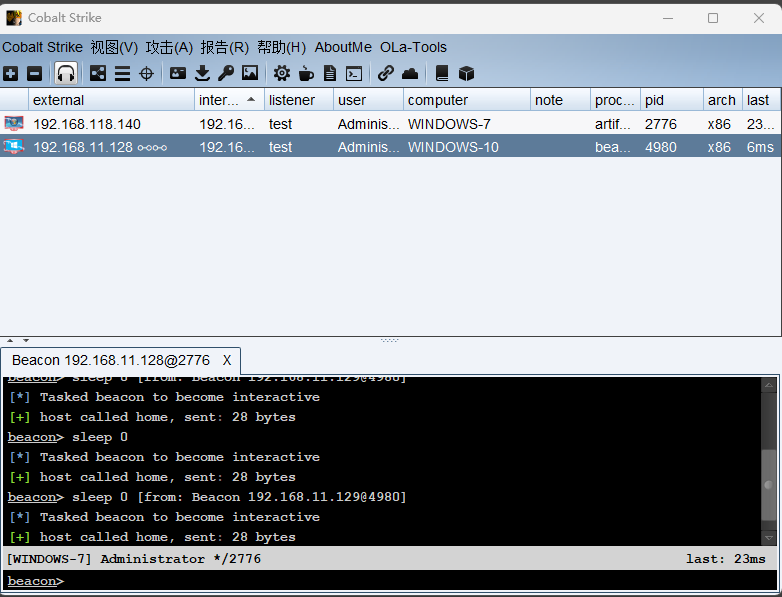 Cobalt Strike
Cobalt Strike 视图(V) 攻击(A) 报告(R) 帮助(H) AboutMe OLa-Tools
external inter... listener user computer note proc... pid arch last
192.168.118.140 192.16... test Adminis... WINDOWS-7 artif... 2776 x86 23...
192.168.11.128 192.16... test Adminis... WINDOWS-10 bea... 4980 x86 6ms
Beacon 192.168.11.128@2776 X
beacon> sleep 0 [from: Beacon 192.168.11.129@4980]
[*] Tasked beacon to become interactive
[+] host called home, sent: 28 bytes
beacon> sleep 0
[*] Tasked beacon to become interactive
[+] host called home, sent: 28 bytes
beacon> sleep 0 [from: Beacon 192.168.11.129@4980]
[*] Tasked beacon to become interactive
[+] host called home, sent: 28 bytes
[WINDOWS-7] Administrator */2776 last: 23ms
beacon>